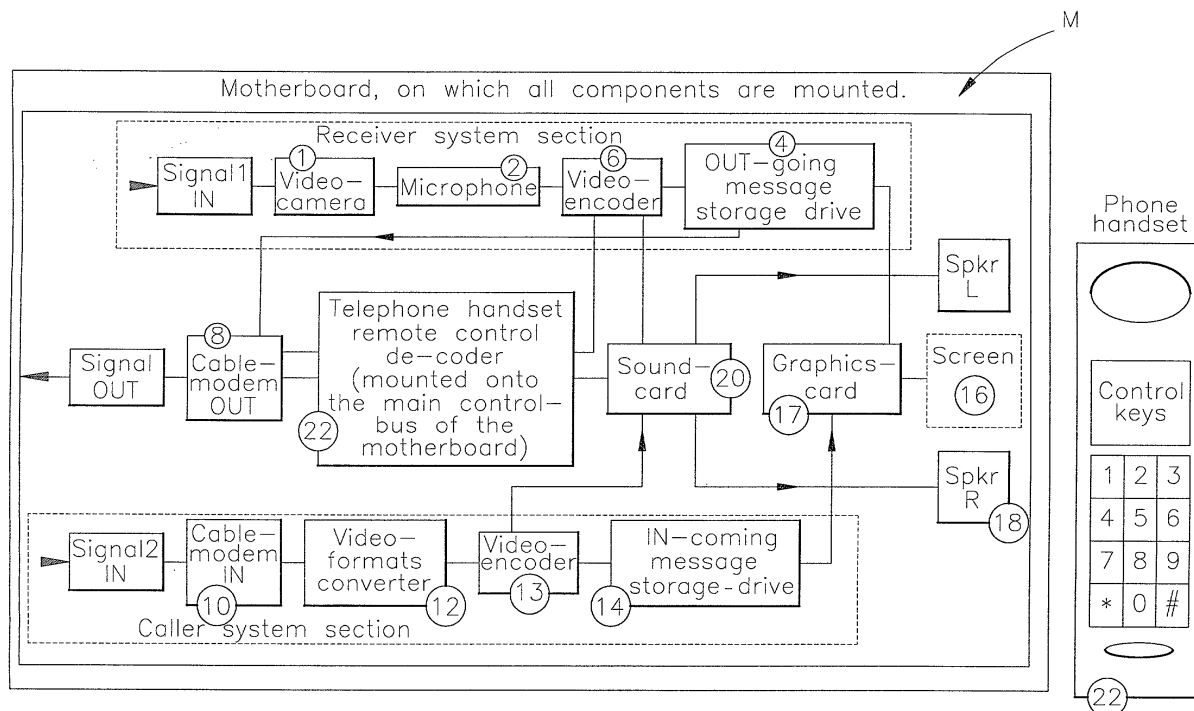 M
Motherboard, on which all components are mounted.
Receiver system section
Signal1
IN
1
Video-
camera
2
Microphone
6
Video-
encoder
4
OUT-going
message
storage drive
Signal
OUT
8
Cable-
modem
OUT
Telephone handset
remote control
de-coder
(mounted onto
the main control-
bus of the
motherboard)
22
Sound-
card
20
Graphics-
card
17
Spkr
L
Screen
16
Spkr
R
18
Signal2
IN
Cable-
modem
IN
10
Video-
formats
converter
12
Video-
encoder
13
IN-coming
message
storage-drive
14
Caller system section
Phone
handset
Control
keys
1 2 3
4 5 6
7 8 9
* 0 #
22